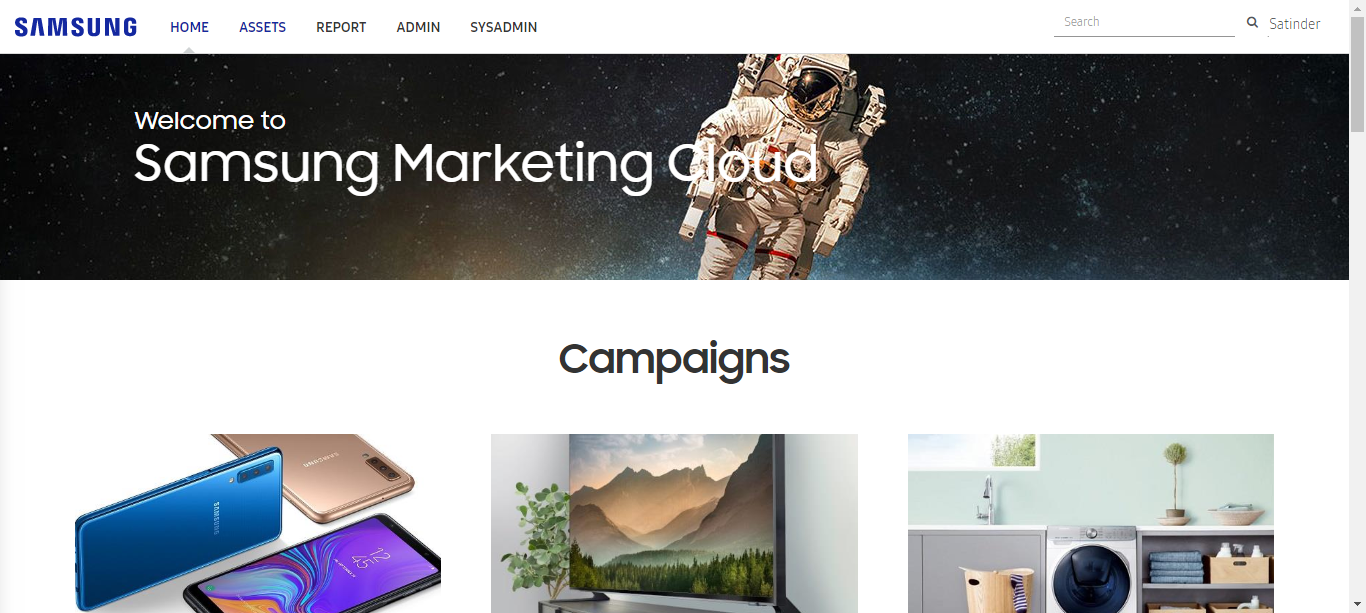 SAMSUNG HOME ASSETS REPORT ADMIN SYSADMIN Search Satinder
Welcome to
Samsung Marketing Cloud
Campaigns
SAMSUNG
SAMSUNG
12
45